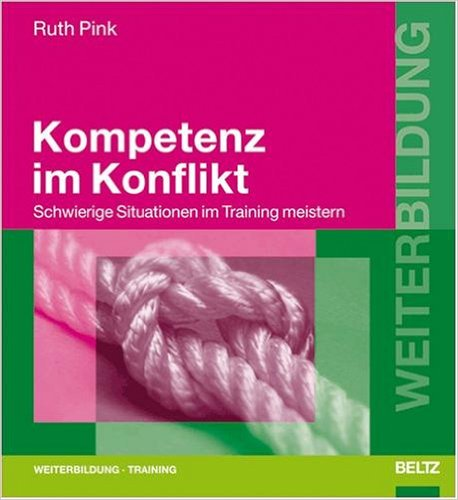 Ruth Pink
Kompetenz
im Konflikt
Schwierige Situationen im Training meistern
WEITERBILDUNG
WEITERBILDUNG · TRAINING
BELTZ